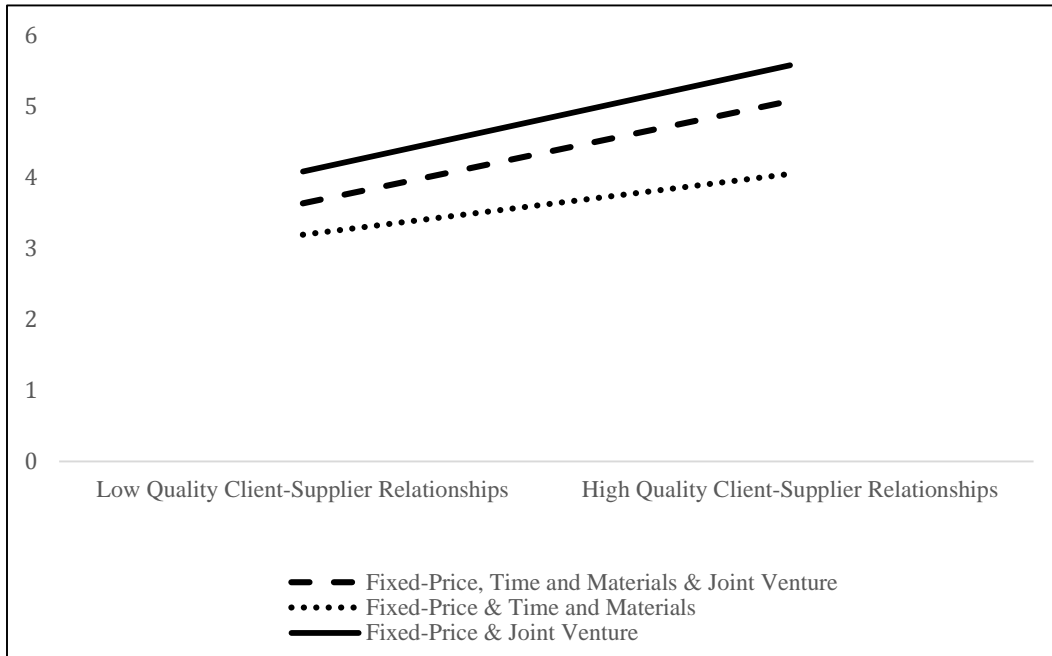 6
5
4
3
2
1
0
Low Quality Client-Supplier Relationships
High Quality Client-Supplier Relationships
Fixed-Price, Time and Materials & Joint Venture
Fixed-Price & Time and Materials
Fixed-Price & Joint Venture